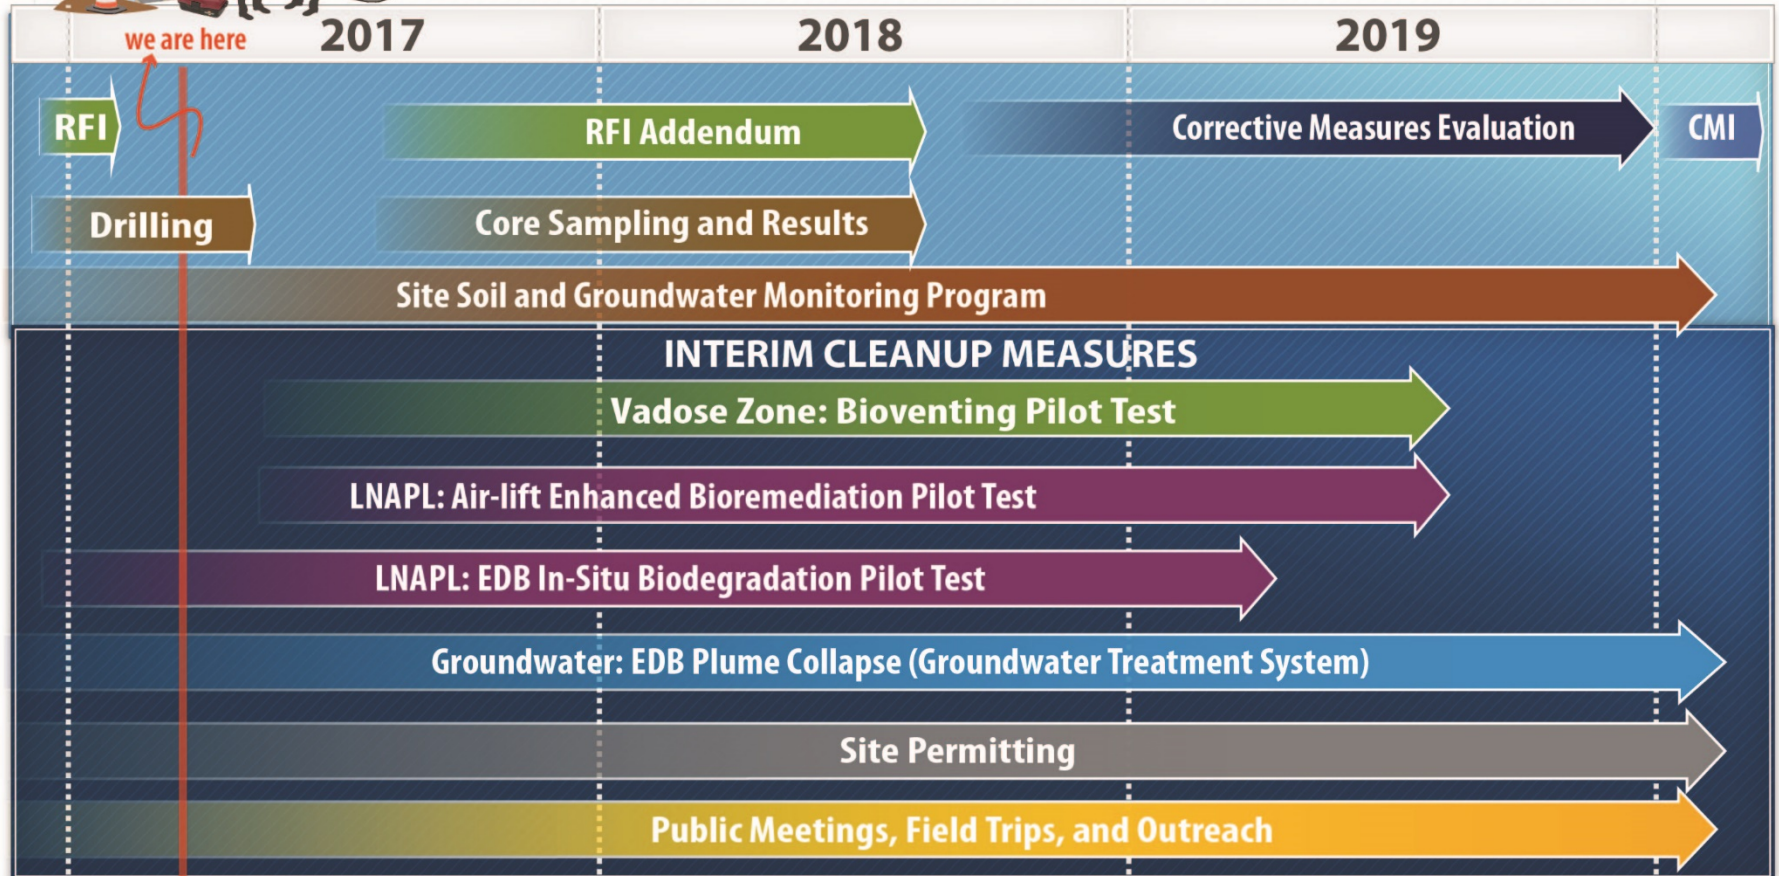 we are here
2017
2018
2019
RFI
RFI Addendum
Corrective Measures Evaluation
CMI
Drilling
Core Sampling and Results
Site Soil and Groundwater Monitoring Program
INTERIM CLEANUP MEASURES
Vadose Zone: Bioventing Pilot Test
LNAPL: Air-lift Enhanced Bioremediation Pilot Test
LNAPL: EDB In-Situ Biodegradation Pilot Test
Groundwater: EDB Plume Collapse (Groundwater Treatment System)
Site Permitting
Public Meetings, Field Trips, and Outreach